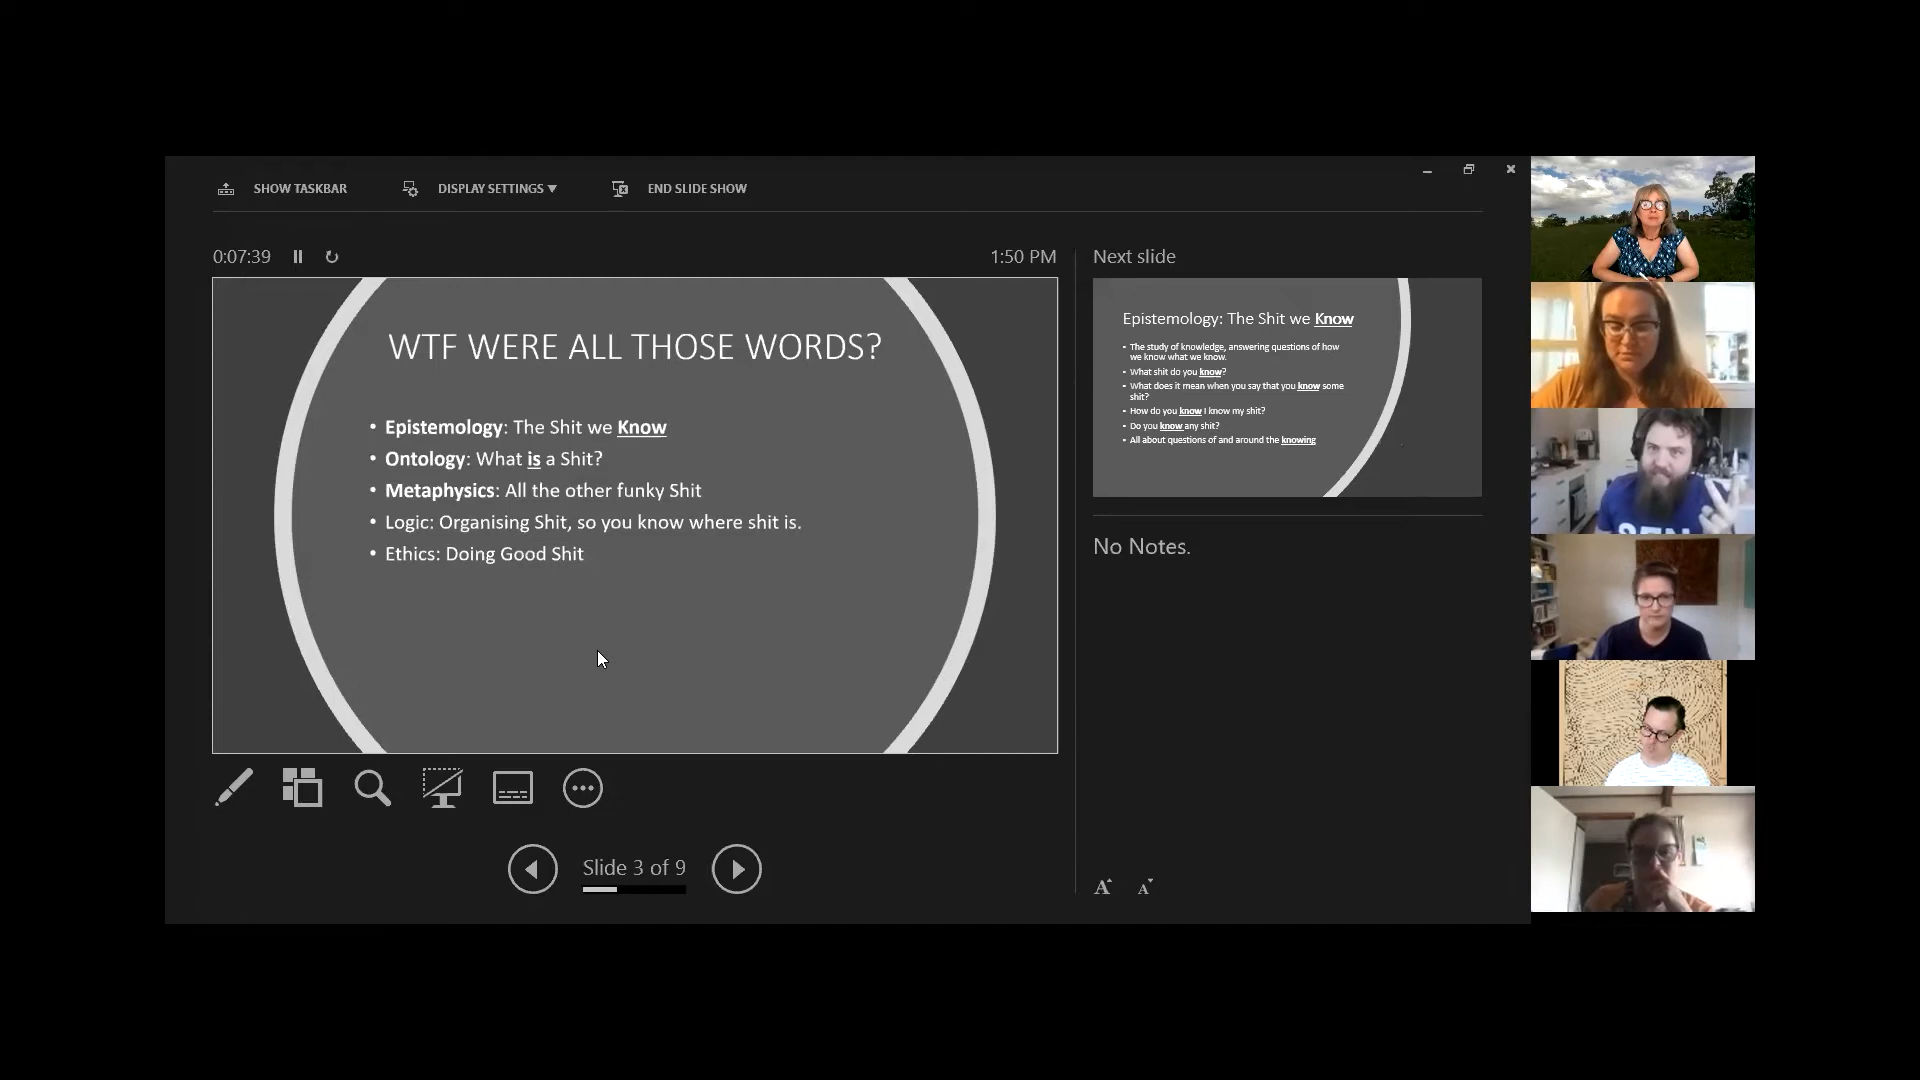 SHOW TASKBAR
DISPLAY SETTINGS ▼
END SLIDE SHOW
0:07:39
1:50 PM
WTF WERE ALL THOSE WORDS?
• Epistemology: The Shit we Know
• Ontology: What is a Shit?
• Metaphysics: All the other funky Shit
• Logic: Organising Shit, so you know where shit is.
• Ethics: Doing Good Shit
Slide 3 of 9
Next slide
Epistemology: The Shit we Know
• The study of knowledge, answering questions of how
we know what we know.
• What shit do you know?
• What does it mean when you say that you know some
shit?
• How do you know I know my shit?
• Do you know any shit?
• All about questions of and around the knowing
No Notes.
A A